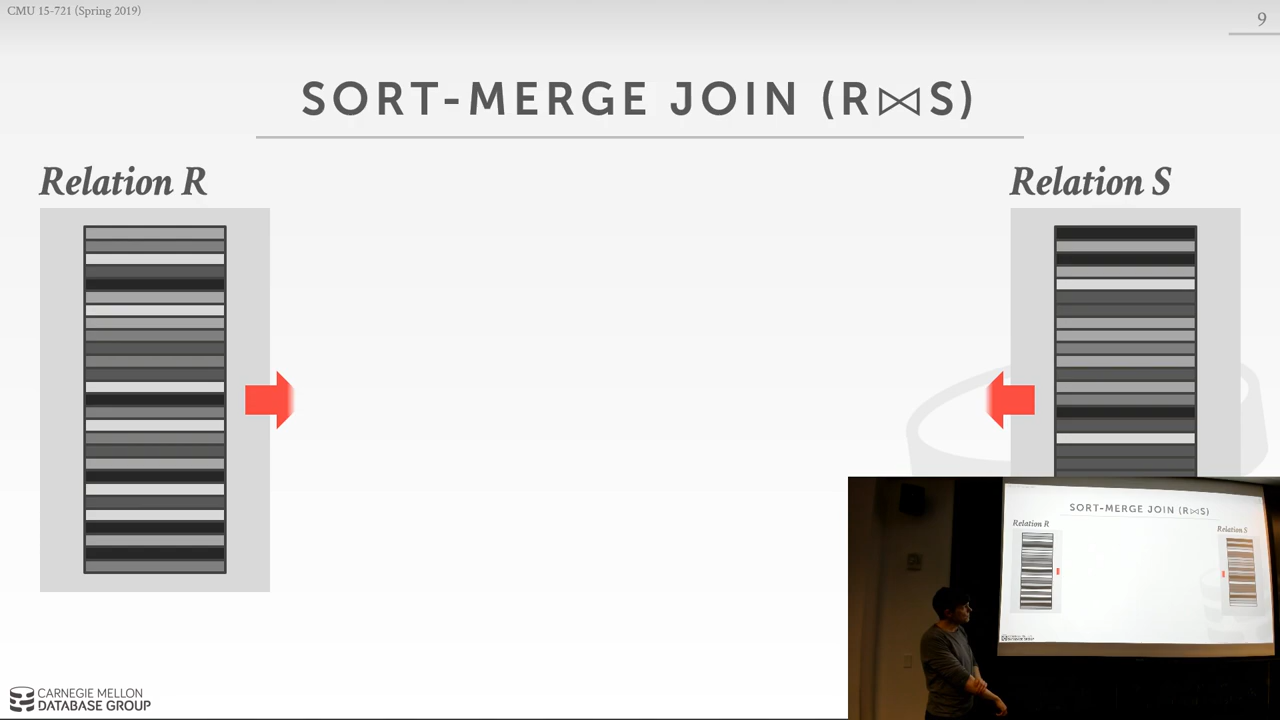 CMU 15-721 (Spring 2019)
9
SORT-MERGE JOIN (R⨝S)
Relation R
Relation S
SORT-MERGE JOIN (R⨝S)
Relation R
Relation S
CARNEGIE MELLON
DATABASE GROUP